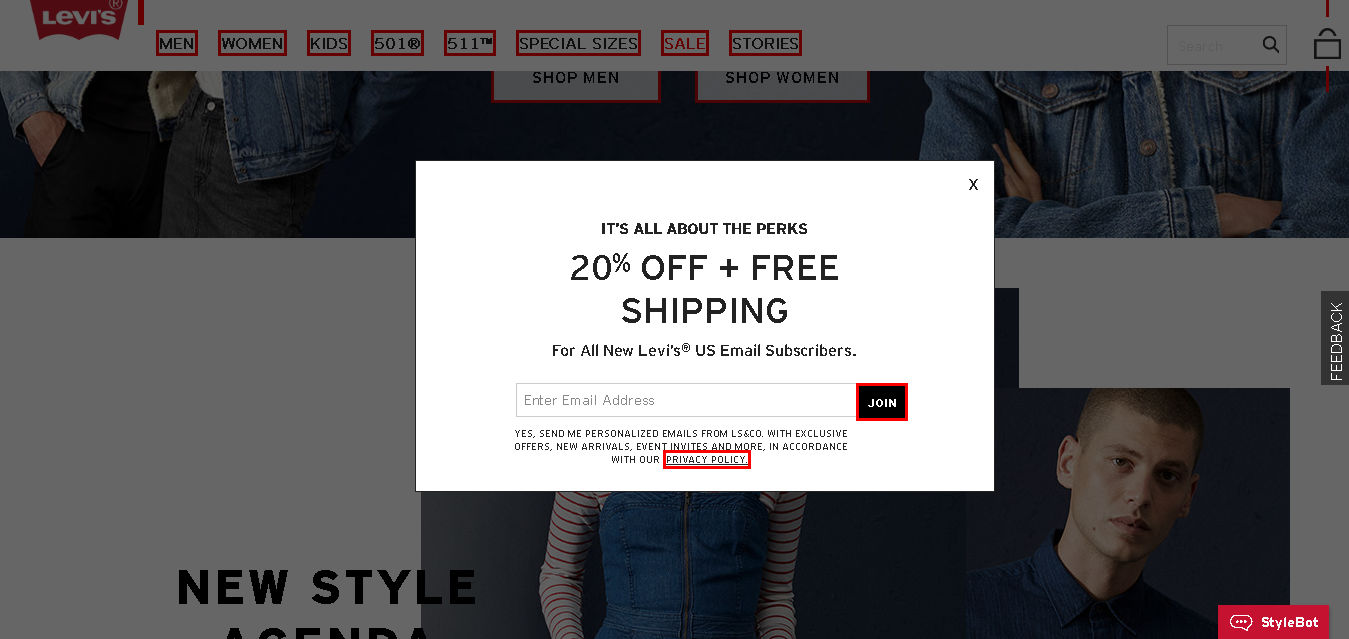 LEVI'S®
MEN WOMEN KIDS 501® 511™ SPECIAL SIZES SALE STORIES
Search
SHOP MEN SHOP WOMEN
X
IT'S ALL ABOUT THE PERKS
20% OFF + FREE
SHIPPING
For All New Levi's® US Email Subscribers.
Enter Email Address
JOIN
YES, SEND ME PERSONALIZED EMAILS FROM LS&CO. WITH EXCLUSIVE
OFFERS, NEW ARRIVALS, EVENT INVITES AND MORE, IN ACCORDANCE
WITH OUR PRIVACY POLICY.
FEEDBACK
NEW STYLE
AGENDA
StyleBot